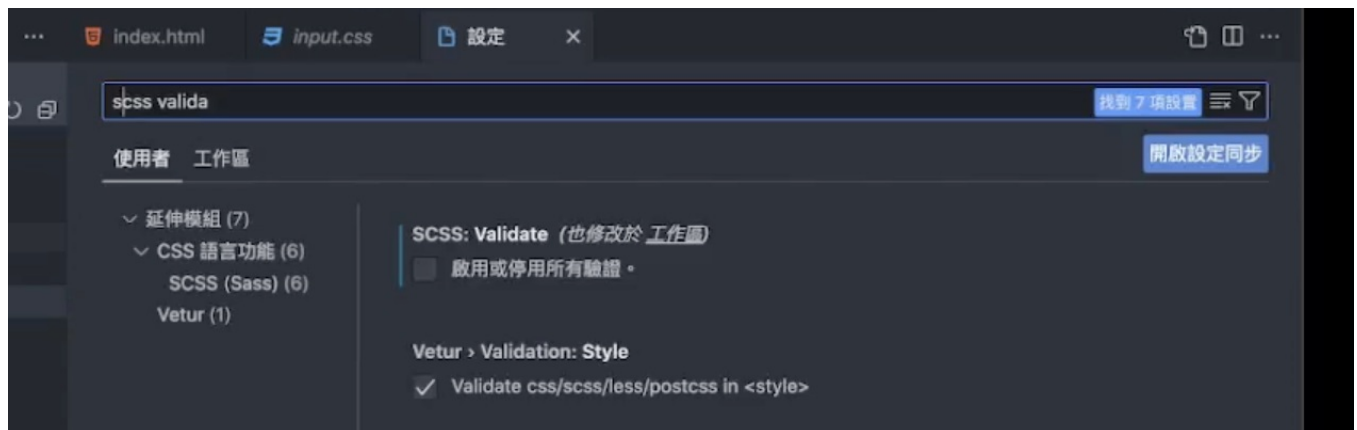 index.html
input.css
設定
scss valida
找到 7 項設置
使用者 工作區
開啟設定同步
延伸模組 (7)
CSS 語言功能 (6)
SCSS (Sass) (6)
Vetur (1)
SCSS: Validate (也修改於 工作區)
啟用或停用所有驗證。
Vetur › Validation: Style
Validate css/scss/less/postcss in <style>